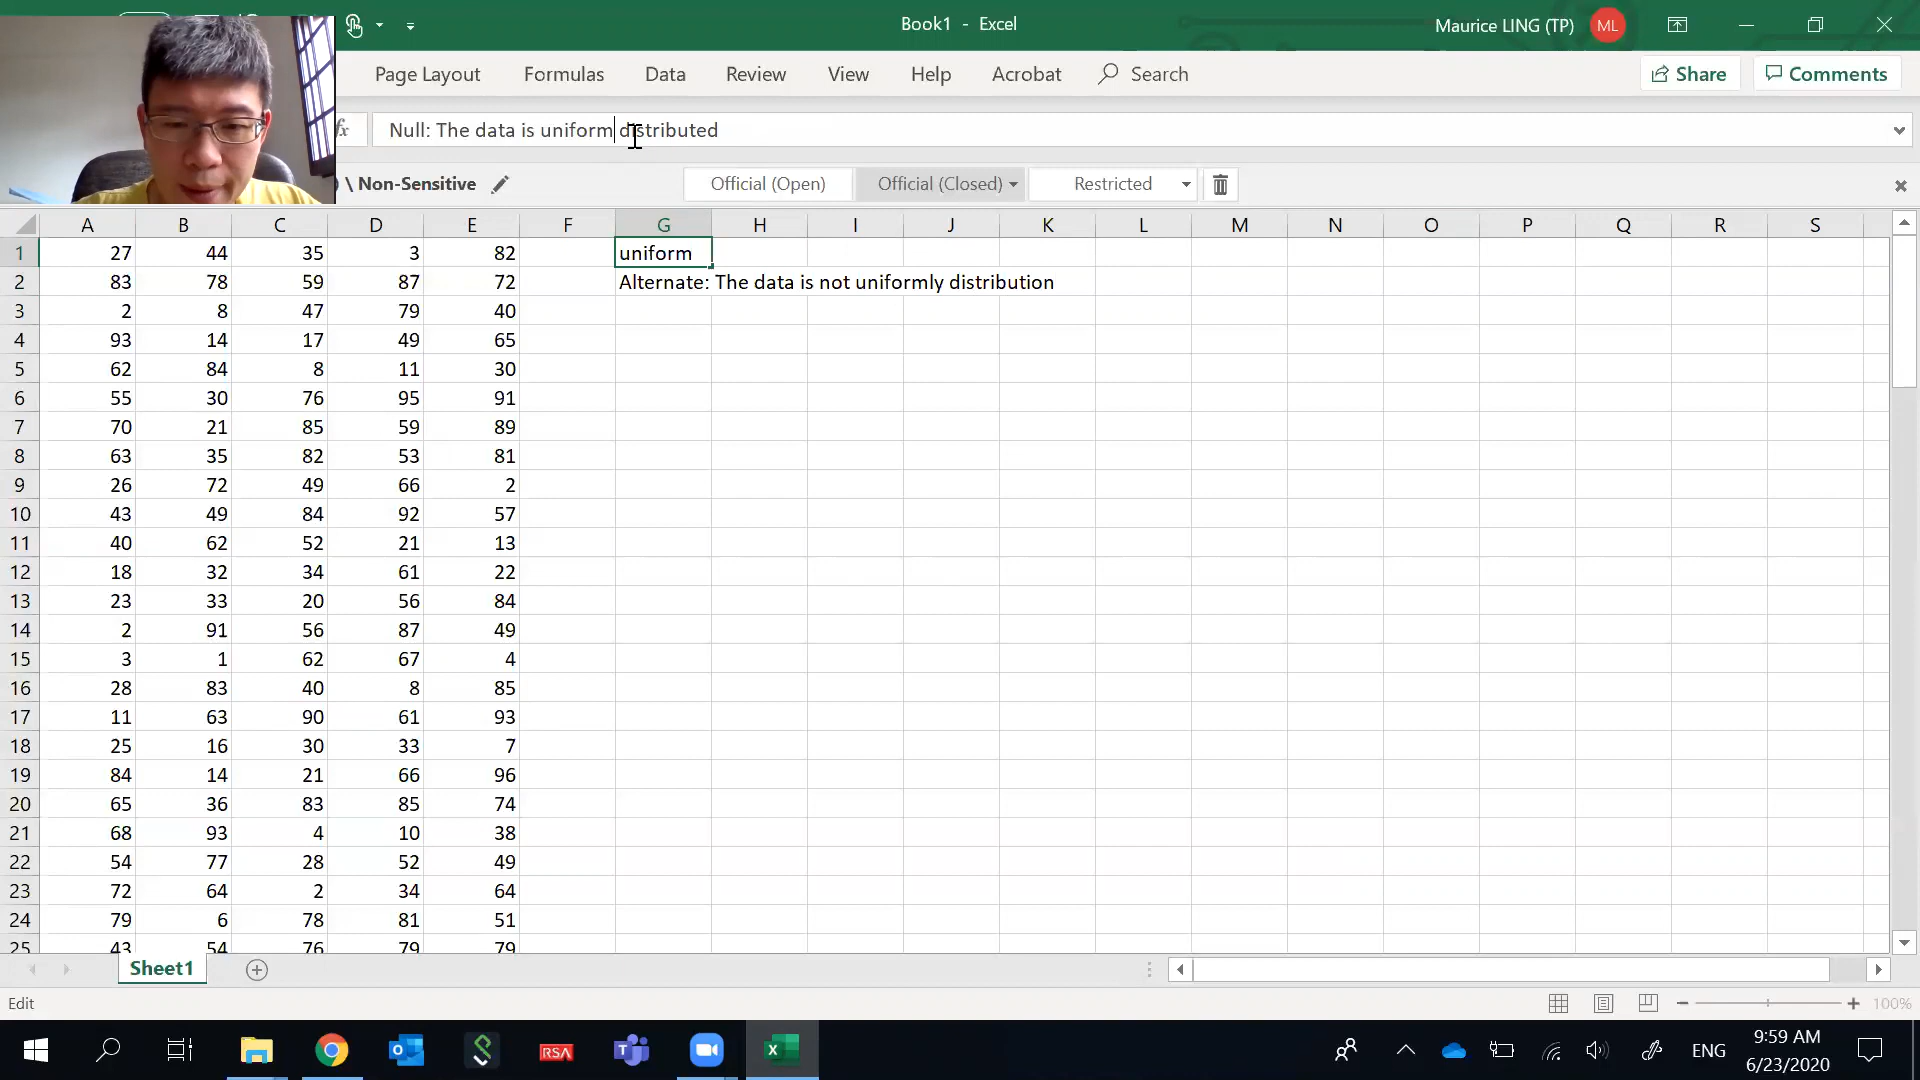 Book1 - Excel
Maurice LING (TP)
ML
Page Layout
Formulas
Data
Review
View
Help
Acrobat
Search
Share
Comments
fx
Null: The data is uniform distributed
\ Non-Sensitive
Official (Open)
Official (Closed)
Restricted
A B C D E F G H I J K L M N O P Q R S
1 27 44 35 3 82 uniform
2 83 78 59 87 72 Alternate: The data is not uniformly distribution
3 2 8 47 79 40
4 93 14 17 49 65
5 62 84 8 11 30
6 55 30 76 95 91
7 70 21 85 59 89
8 63 35 82 53 81
9 26 72 49 66 2
10 43 49 84 92 57
11 40 62 52 21 13
12 18 32 34 61 22
13 23 33 20 56 84
14 2 91 56 87 49
15 3 1 62 67 4
16 28 83 40 8 85
17 11 63 90 61 93
18 25 16 30 33 7
19 84 14 21 66 96
20 65 36 83 85 74
21 68 93 4 10 38
22 54 77 28 52 49
23 72 64 2 34 64
24 79 6 78 81 51
25 43 54 76 79 79
Sheet1
Edit
100%
RSA
ENG
9:59 AM
6/23/2020